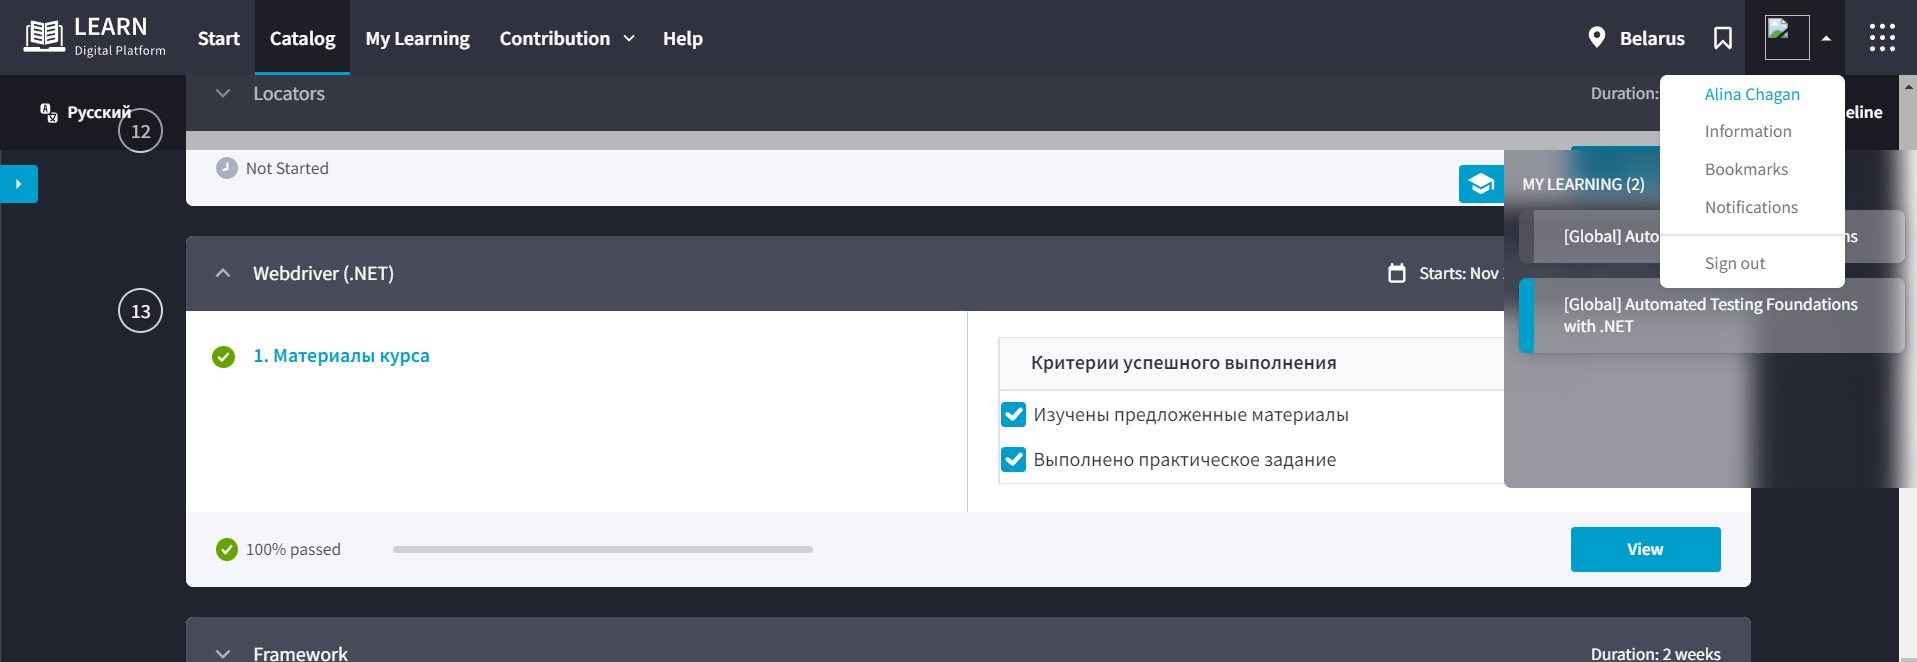 LEARN
Digital Platform
Start
Catalog
My Learning
Contribution
Help
Belarus
Alina Chagan
Information
Bookmarks
Notifications
Sign out
Русский
eline
12
Locators
Duration:
Not Started
MY LEARNING (2)
[Global] Auto
ns
[Global] Automated Testing Foundations
with .NET
13
Webdriver (.NET)
Starts: Nov
1. Материалы курса
Критерии успешного выполнения
Изучены предложенные материалы
Выполнено практическое задание
100% passed
View
Framework
Duration: 2 weeks